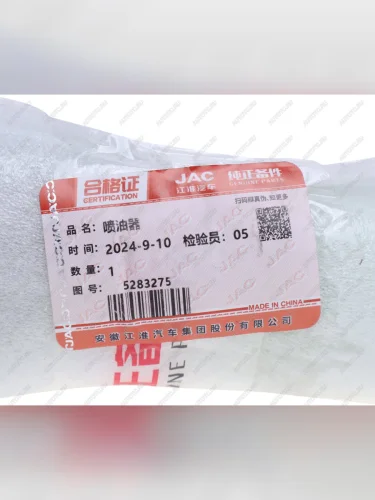 合格证
CERTIFICATION
JAC
江淮汽车
纯正备件
GENUINE PARTS
扫码辨真伪,知更多
品名:喷油器
时间:2024-9-10 检验员:05
数量:1
图号:5283275
MADE IN CHINA
安徽江淮汽车集团股份有限公司